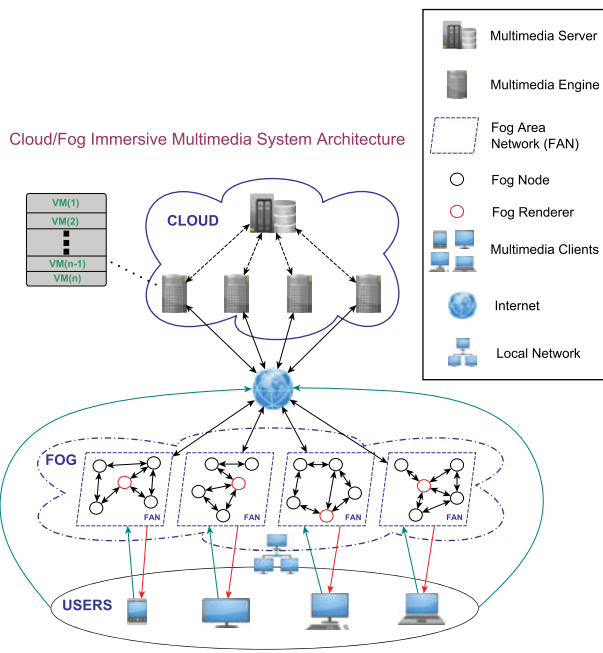 Cloud/Fog Immersive Multimedia System Architecture
Multimedia Server
Multimedia Engine
Fog Area
Network (FAN)
Fog Node
Fog Renderer
Multimedia Clients
Internet
Local Network
VM(1)
VM(2)
VM(n-1)
VM(n)
CLOUD
FOG
FAN
FAN
FAN
FAN
USERS